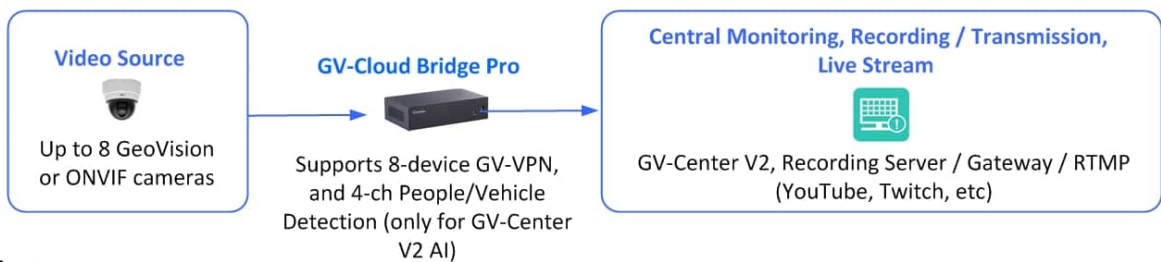 Video Source
Up to 8 GeoVision
or ONVIF cameras
GV-Cloud Bridge Pro
Supports 8-device GV-VPN,
and 4-ch People/Vehicle
Detection (only for GV-Center
V2 AI)
Central Monitoring, Recording / Transmission,
Live Stream
GV-Center V2, Recording Server / Gateway / RTMP
(YouTube, Twitch, etc)